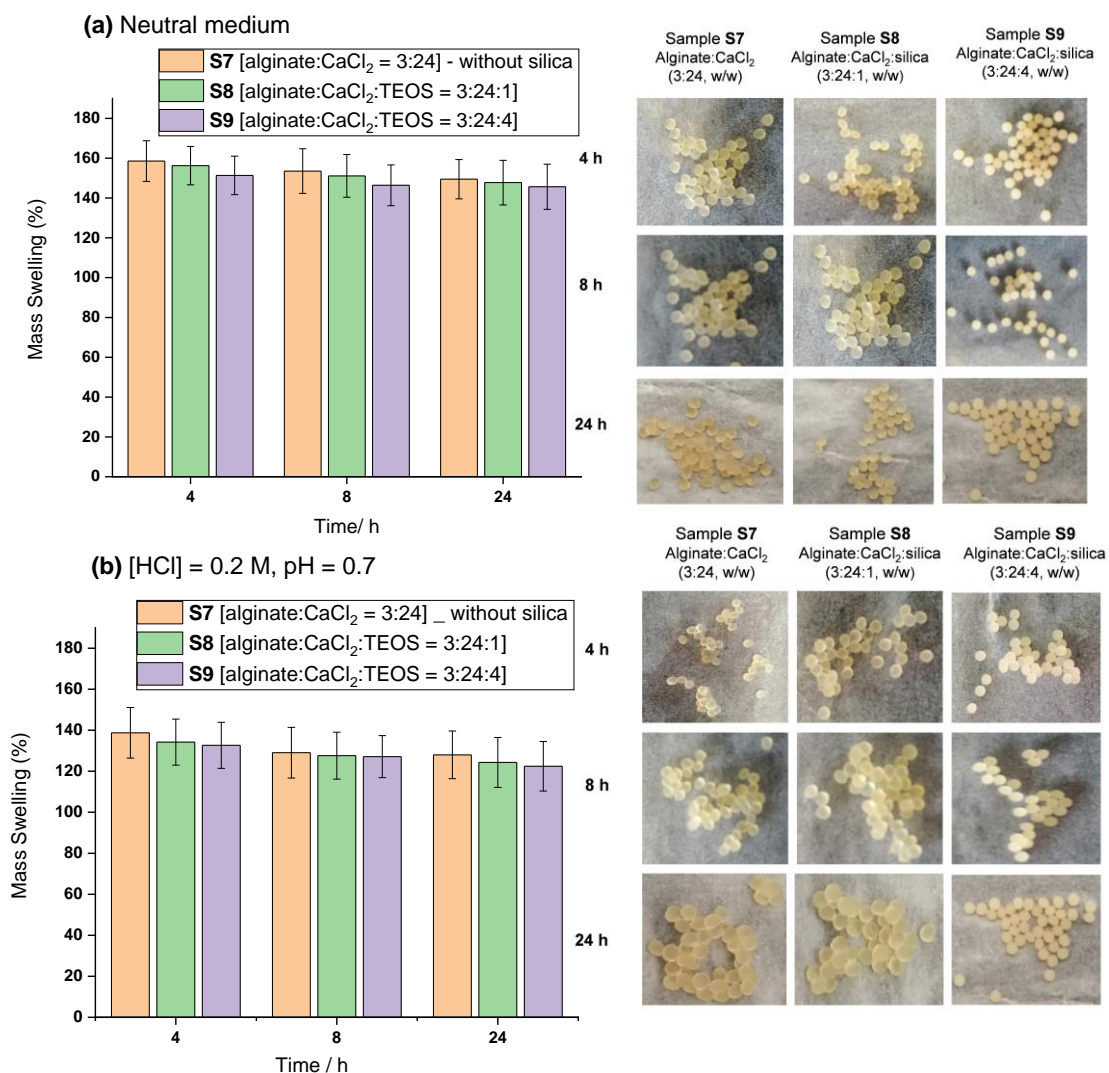 (a) Neutral medium
S7 [alginate:CaCl₂ = 3:24] - without silica
S8 [alginate:CaCl₂:TEOS = 3:24:1]
S9 [alginate:CaCl₂:TEOS = 3:24:4]
Mass Swelling (%)
180
160
140
120
100
80
60
40
20
0
4 8 24
Time/ h
Sample S7 Sample S8 Sample S9
Alginate:CaCl₂ Alginate:CaCl₂:silica Alginate:CaCl₂:silica
(3:24, w/w) (3:24:1, w/w) (3:24:4, w/w)
4 h
8 h
24 h
(b) [HCl] = 0.2 M, pH = 0.7
S7 [alginate:CaCl₂ = 3:24] _ without silica
S8 [alginate:CaCl₂:TEOS = 3:24:1]
S9 [alginate:CaCl₂:TEOS = 3:24:4]
Mass Swelling (%)
180
160
140
120
100
80
60
40
20
0
4 8 24
Time / h
Sample S7 Sample S8 Sample S9
Alginate:CaCl₂ Alginate:CaCl₂:silica Alginate:CaCl₂:silica
(3:24, w/w) (3:24:1, w/w) (3:24:4, w/w)
4 h
8 h
24 h